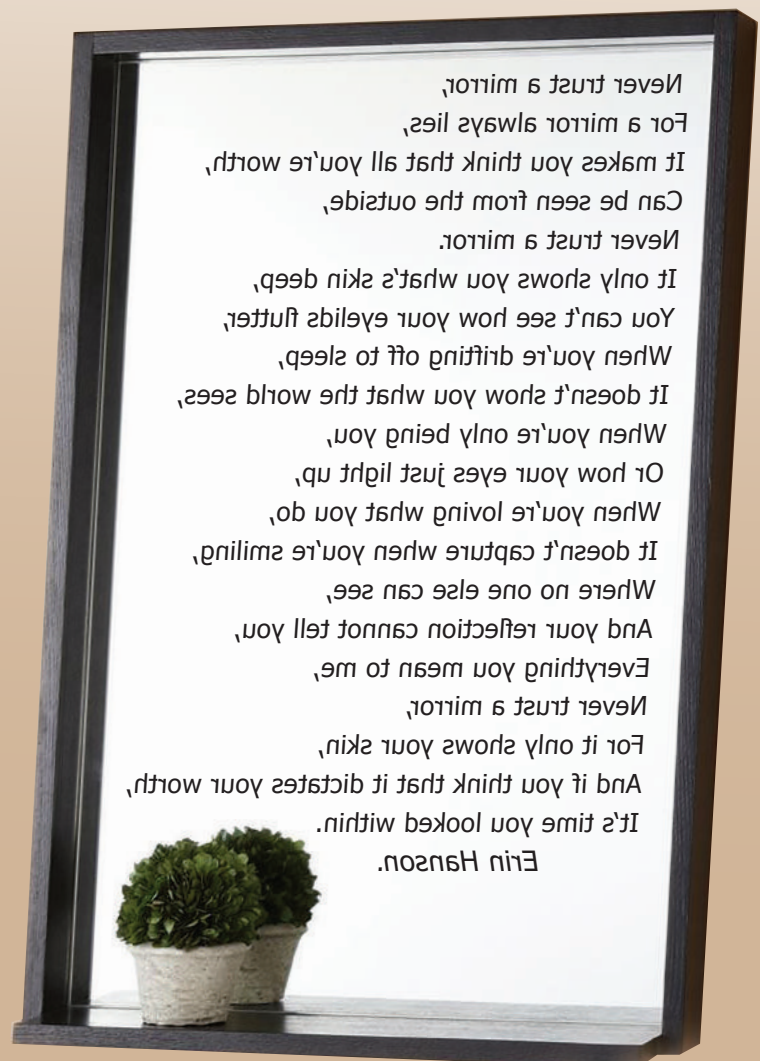 Never trust a mirror,
For a mirror always lies,
It makes you think that all you're worth,
Can be seen from the outside,
Never trust a mirror.
It only shows you what's skin deep,
You can't see how your eyelids flutter,
When you're drifting off to sleep,
It doesn't show you what the world sees,
When you're only being you,
Or how your eyes just light up,
When you're loving what you do,
It doesn't capture when you're smiling,
Where no one else can see,
And your reflection cannot tell you,
Everything you mean to me,
Never trust a mirror,
For it only shows your skin,
And if you think that it dictates your worth,
It's time you looked within.
Erin Hanson.